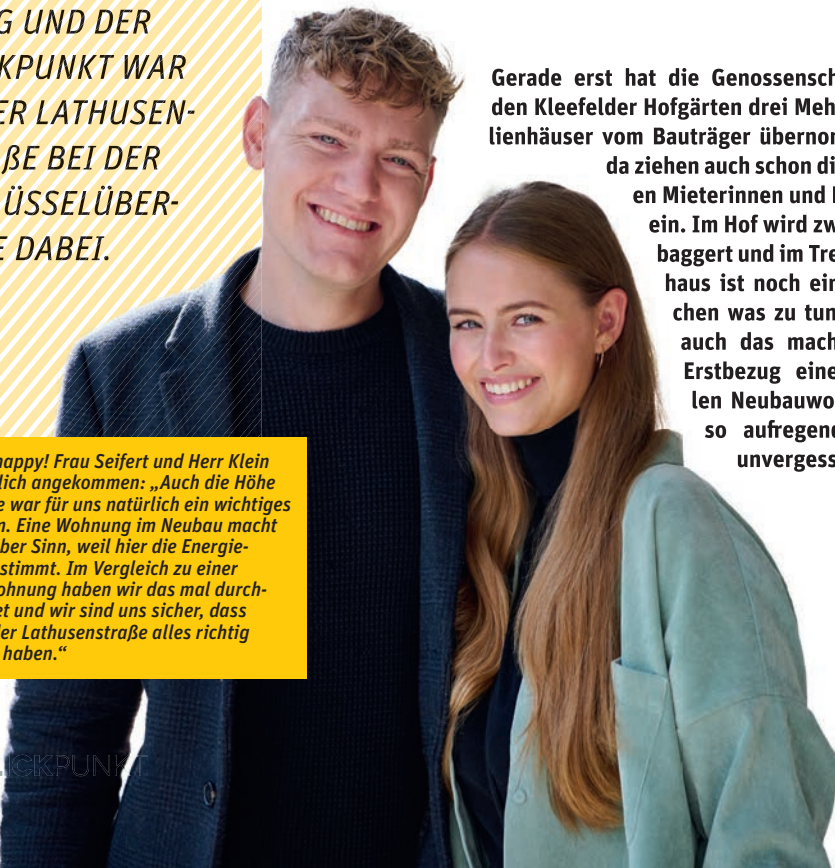 G UND DER
KPUNKT WAR
ER LATHUSEN-
ßE BEI DER
ÜSSELÜBER-
E DABEI.
Gerade erst hat die Genossensch
den Kleefelder Hofgärten drei Meh
lienhäuser vom Bauträger übernor
da ziehen auch schon di
en Mieterinnen und
ein. Im Hof wird zw
baggert und im Tre
haus ist noch ein
chen was zu tun
auch das mach
Erstbezug eine
len Neubauwo
so aufregend
unvergess
happy! Frau Seifert und Herr Klein
lich angekommen: „Auch die Höhe
e war für uns natürlich ein wichtiges
n. Eine Wohnung im Neubau macht
ber Sinn, weil hier die Energie-
stimmt. Im Vergleich zu einer
ohnung haben wir das mal durch-
et und wir sind uns sicher, dass
der Lathusenstraße alles richtig
haben.“
LICKPUNKT